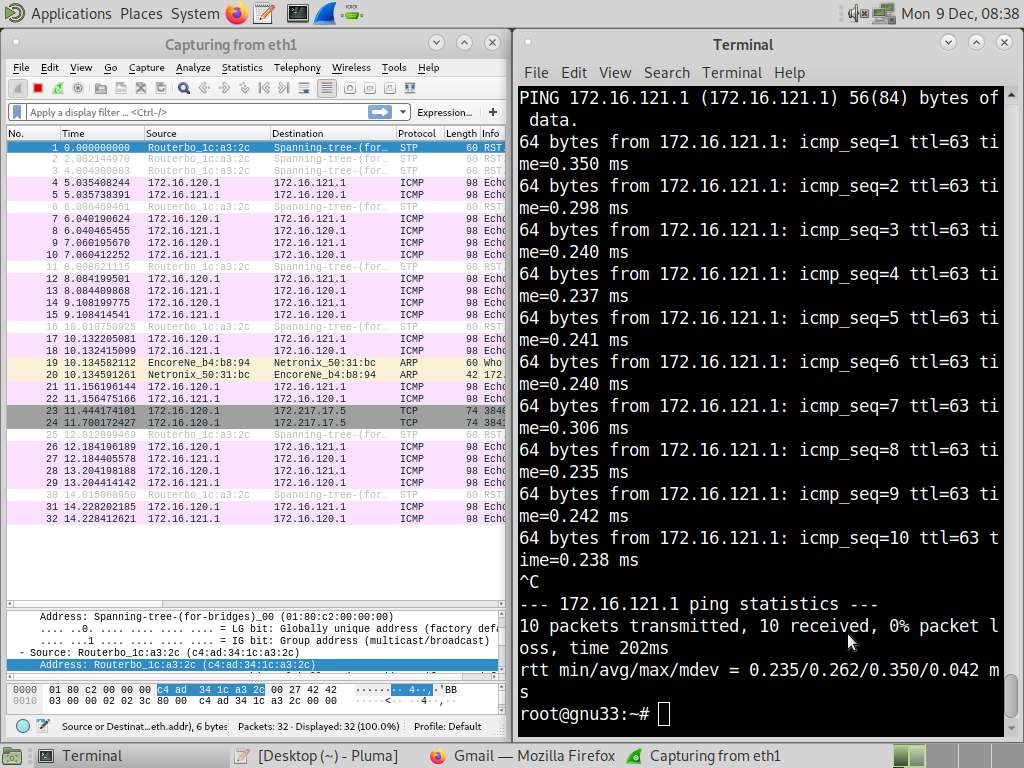 Applications Places System Mon 9 Dec, 08:38
Capturing from eth1
File Edit View Go Capture Analyze Statistics Telephony Wireless Tools Help
Apply a display filter ... <Ctrl-/> Expression... +
No. Time Source Destination Protocol Length Info
1 0.000000000 Routerbo_1c:a3:2c Spanning-tree-(for… STP 60 RST.
2 2.002144970 Routerbo_1c:a3:2c Spanning-tree-(for… STP 60 RST.
3 4.004300083 Routerbo_1c:a3:2c Spanning-tree-(for… STP 60 RST.
4 5.035408244 172.16.120.1 172.16.121.1 ICMP 98 Echo
5 5.035738391 172.16.121.1 172.16.120.1 ICMP 98 Echo
6 6.006469461 Routerbo_1c:a3:2c Spanning-tree-(for… STP 60 RST.
7 6.040190624 172.16.120.1 172.16.121.1 ICMP 98 Echo
8 6.040465455 172.16.121.1 172.16.120.1 ICMP 98 Echo
9 7.060195670 172.16.120.1 172.16.121.1 ICMP 98 Echo
10 7.060412252 172.16.121.1 172.16.120.1 ICMP 98 Echo
11 8.008621115 Routerbo_1c:a3:2c Spanning-tree-(for… STP 60 RST.
12 8.084199501 172.16.120.1 172.16.121.1 ICMP 98 Echo
13 8.084409868 172.16.121.1 172.16.120.1 ICMP 98 Echo
14 9.108199775 172.16.120.1 172.16.121.1 ICMP 98 Echo
15 9.108414541 172.16.121.1 172.16.120.1 ICMP 98 Echo
16 10.010750925 Routerbo_1c:a3:2c Spanning-tree-(for… STP 60 RST.
17 10.132205081 172.16.120.1 172.16.121.1 ICMP 98 Echo
18 10.132415099 172.16.121.1 172.16.120.1 ICMP 98 Echo
19 10.134582112 EncoreNe_b4:b8:94 Netronix_50:31:bc ARP 60 Who
20 10.134591261 Netronix_50:31:bc EncoreNe_b4:b8:94 ARP 42 172.
21 11.156196144 172.16.120.1 172.16.121.1 ICMP 98 Echo
22 11.156475166 172.16.121.1 172.16.120.1 ICMP 98 Echo
23 11.444174101 172.16.120.1 172.217.17.5 TCP 74 3840
24 11.700172427 172.16.120.1 172.217.17.5 TCP 74 3841
25 12.012899469 Routerbo_1c:a3:2c Spanning-tree-(for… STP 60 RST.
26 12.184196189 172.16.120.1 172.16.121.1 ICMP 98 Echo
27 12.184405578 172.16.121.1 172.16.120.1 ICMP 98 Echo
28 13.204198188 172.16.120.1 172.16.121.1 ICMP 98 Echo
29 13.204414142 172.16.121.1 172.16.120.1 ICMP 98 Echo
30 14.015060950 Routerbo_1c:a3:2c Spanning-tree-(for… STP 60 RST.
31 14.228202185 172.16.120.1 172.16.121.1 ICMP 98 Echo
32 14.228412621 172.16.121.1 172.16.120.1 ICMP 98 Echo
Address: Spanning-tree-(for-bridges)_00 (01:80:c2:00:00:00)
.... ..0. .... .... .... .... = LG bit: Globally unique address (factory defa
.... ...1 .... .... .... .... = IG bit: Group address (multicast/broadcast)
- Source: Routerbo_1c:a3:2c (c4:ad:34:1c:a3:2c)
Address: Routerbo_1c:a3:2c (c4:ad:34:1c:a3:2c)
0000 01 80 c2 00 00 00 c4 ad 34 1c a3 2c 00 27 42 42 ········ 4··,·'BB
0010 03 00 00 02 02 3c 80 00 c4 ad 34 1c a3 2c 00 00 ·····<·· ··4··,··
Source or Destinat…eth.addr), 6 bytes Packets: 32 · Displayed: 32 (100.0%) Profile: Default
Terminal
File Edit View Search Terminal Help
PING 172.16.121.1 (172.16.121.1) 56(84) bytes of
data.
64 bytes from 172.16.121.1: icmp_seq=1 ttl=63 ti
me=0.350 ms
64 bytes from 172.16.121.1: icmp_seq=2 ttl=63 ti
me=0.298 ms
64 bytes from 172.16.121.1: icmp_seq=3 ttl=63 ti
me=0.240 ms
64 bytes from 172.16.121.1: icmp_seq=4 ttl=63 ti
me=0.237 ms
64 bytes from 172.16.121.1: icmp_seq=5 ttl=63 ti
me=0.241 ms
64 bytes from 172.16.121.1: icmp_seq=6 ttl=63 ti
me=0.240 ms
64 bytes from 172.16.121.1: icmp_seq=7 ttl=63 ti
me=0.306 ms
64 bytes from 172.16.121.1: icmp_seq=8 ttl=63 ti
me=0.235 ms
64 bytes from 172.16.121.1: icmp_seq=9 ttl=63 ti
me=0.242 ms
64 bytes from 172.16.121.1: icmp_seq=10 ttl=63 t
ime=0.238 ms
^C
--- 172.16.121.1 ping statistics ---
10 packets transmitted, 10 received, 0% packet l
oss, time 202ms
rtt min/avg/max/mdev = 0.235/0.262/0.350/0.042 m
s
root@gnu33:~#
Terminal [Desktop (~) - Pluma] Gmail — Mozilla Firefox Capturing from eth1